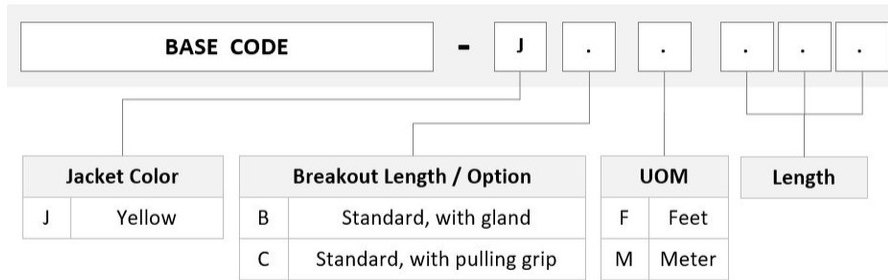 BASE CODE - J . . . . .
Jacket Color
J Yellow
Breakout Length / Option
B Standard, with gland
C Standard, with pulling grip
UOM
F Feet
M Meter
Length